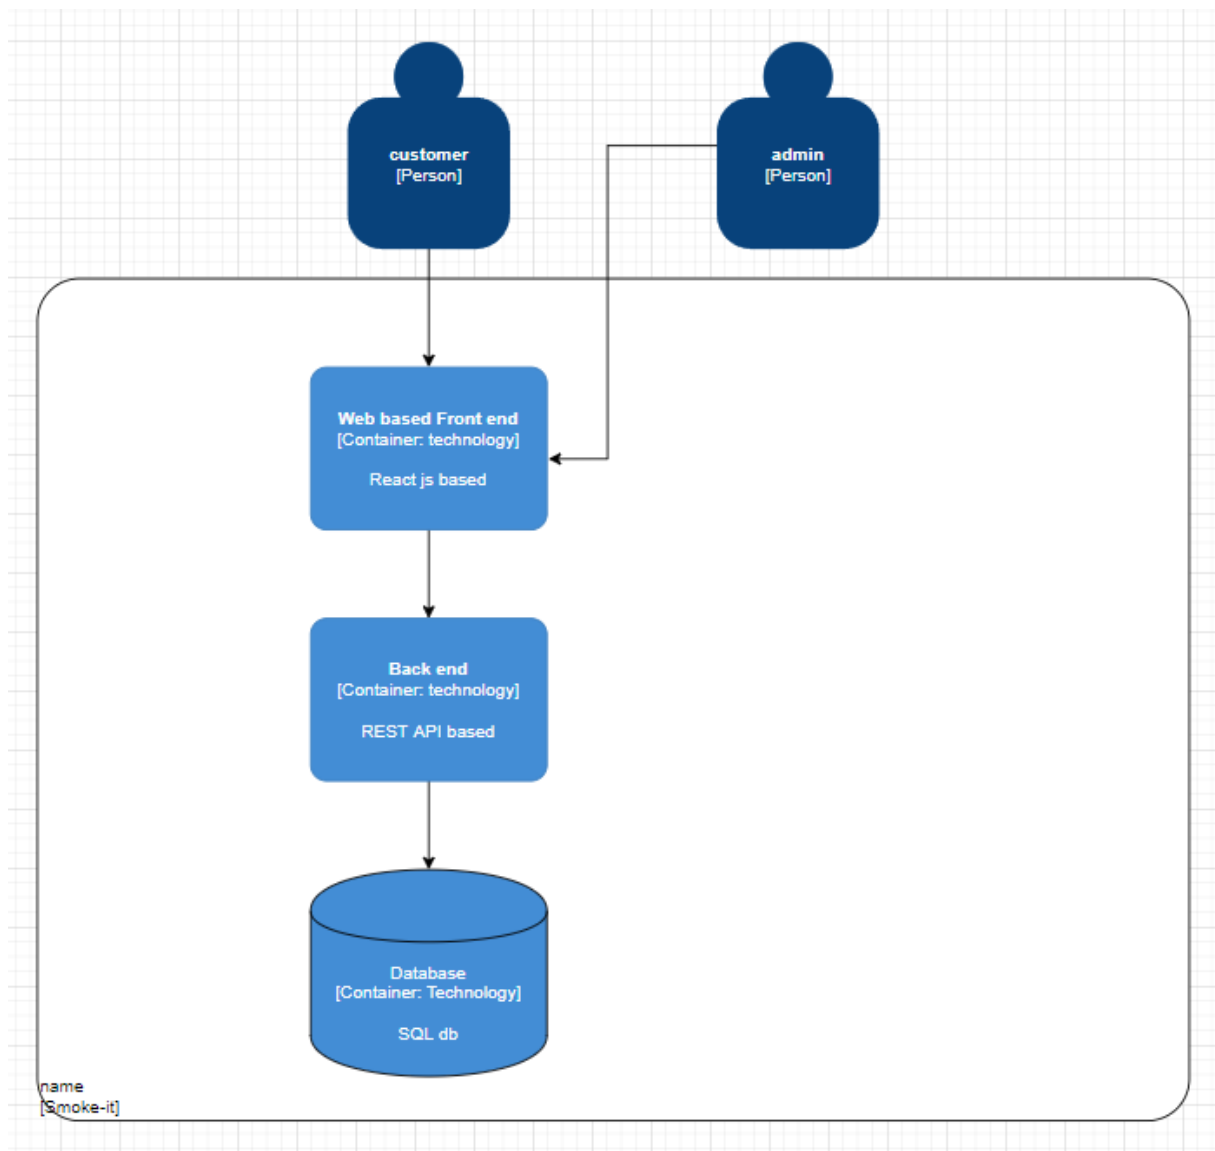 customer
[Person]
admin
[Person]
Web based Front end
[Container: technology]
React js based
Back end
[Container: technology]
REST API based
Database
[Container: Technology]
SQL db
name
[Smoke-it]